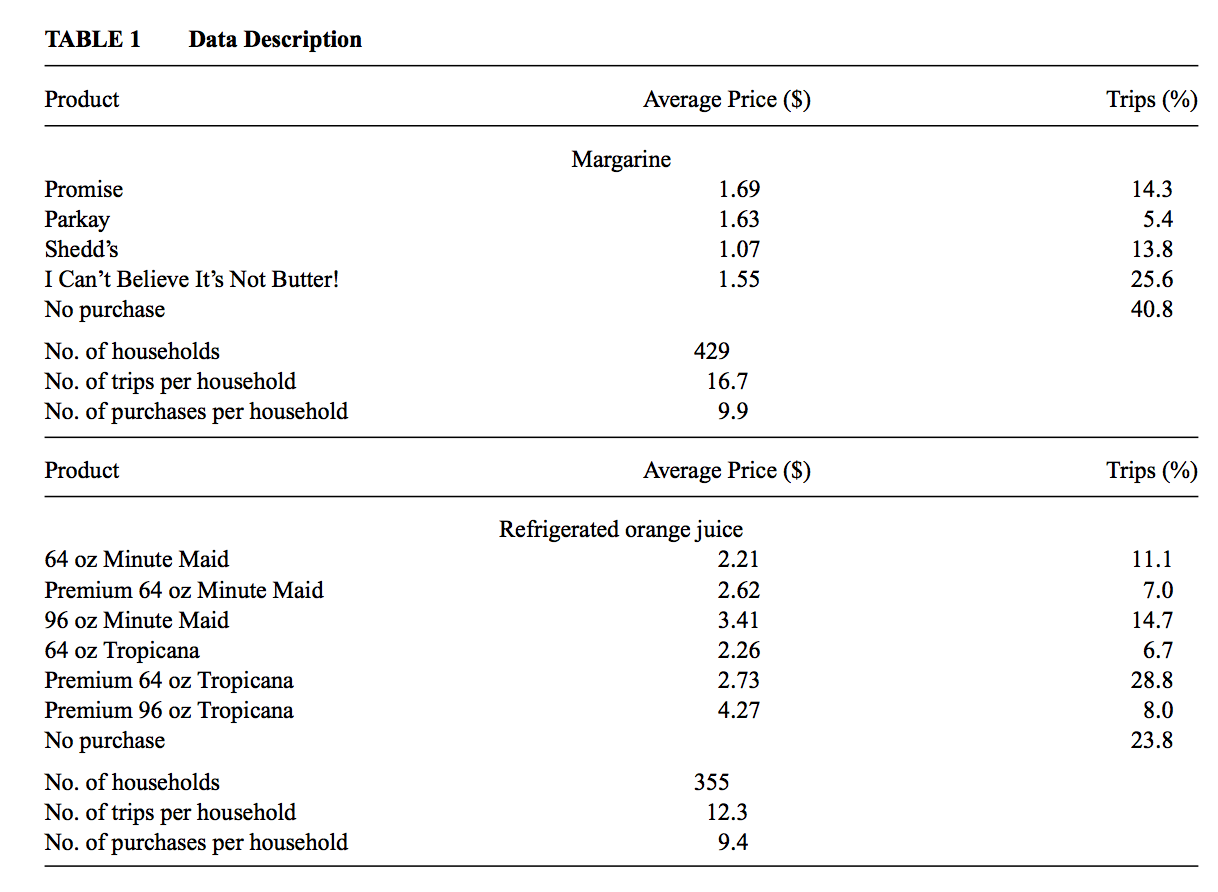 TABLE 1 Data Description
Product Average Price ($) Trips (%)
Margarine
Promise 1.69 14.3
Parkay 1.63 5.4
Shedd’s 1.07 13.8
I Can’t Believe It’s Not Butter! 1.55 25.6
No purchase 40.8
No. of households 429
No. of trips per household 16.7
No. of purchases per household 9.9
Product Average Price ($) Trips (%)
Refrigerated orange juice
64 oz Minute Maid 2.21 11.1
Premium 64 oz Minute Maid 2.62 7.0
96 oz Minute Maid 3.41 14.7
64 oz Tropicana 2.26 6.7
Premium 64 oz Tropicana 2.73 28.8
Premium 96 oz Tropicana 4.27 8.0
No purchase 23.8
No. of households 355
No. of trips per household 12.3
No. of purchases per household 9.4